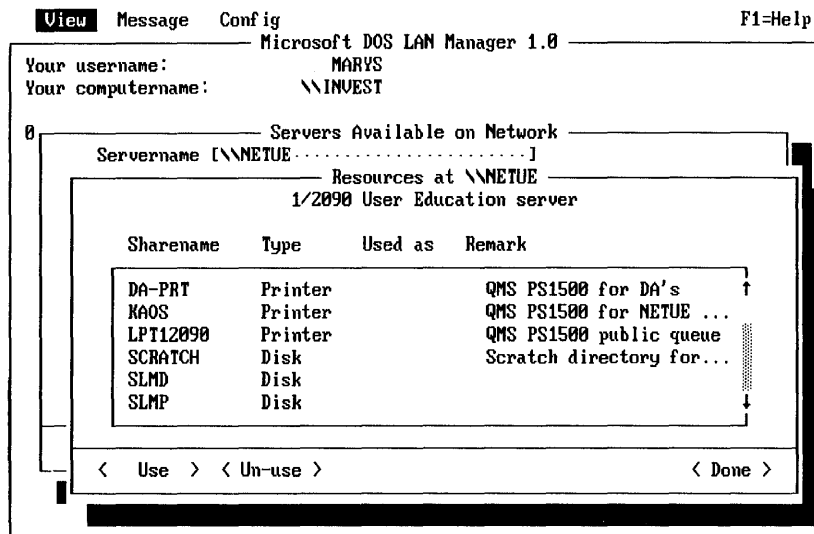 View Message Config F1=Help
Microsoft DOS LAN Manager 1.0
Your username: MARYS
Your computername: \\INVEST
0
Servers Available on Network
Servername [\\NETUE·······················]
Resources at \\NETUE
1/2090 User Education server
Sharename Type Used as Remark
DA-PRT Printer QMS PS1500 for DA's
KAOS Printer QMS PS1500 for NETUE ...
LPT12090 Printer QMS PS1500 public queue
SCRATCH Disk Scratch directory for...
SLMD Disk
SLMP Disk
< Use > < Un-use > < Done >